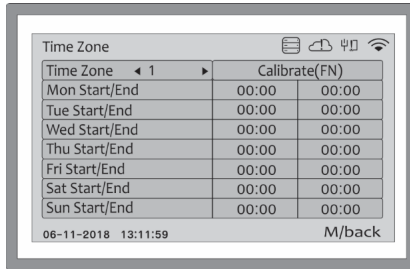 Time Zone
Time Zone ◀ 1 ▶ Calibrate(FN)
Mon Start/End 00:00 00:00
Tue Start/End 00:00 00:00
Wed Start/End 00:00 00:00
Thu Start/End 00:00 00:00
Fri Start/End 00:00 00:00
Sat Start/End 00:00 00:00
Sun Start/End 00:00 00:00
06-11-2018 13:11:59 M/back